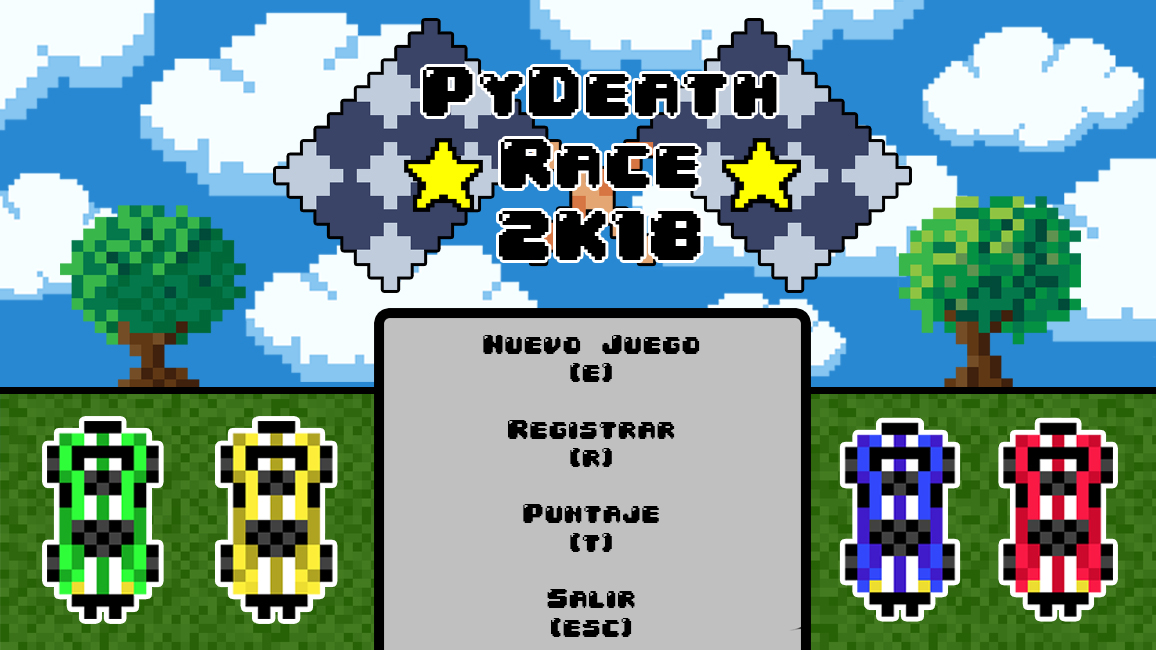 PyDeath
Race
2K18
Nuevo Juego
(E)
Registrar
(R)
Puntaje
(T)
Salir
(ESC)